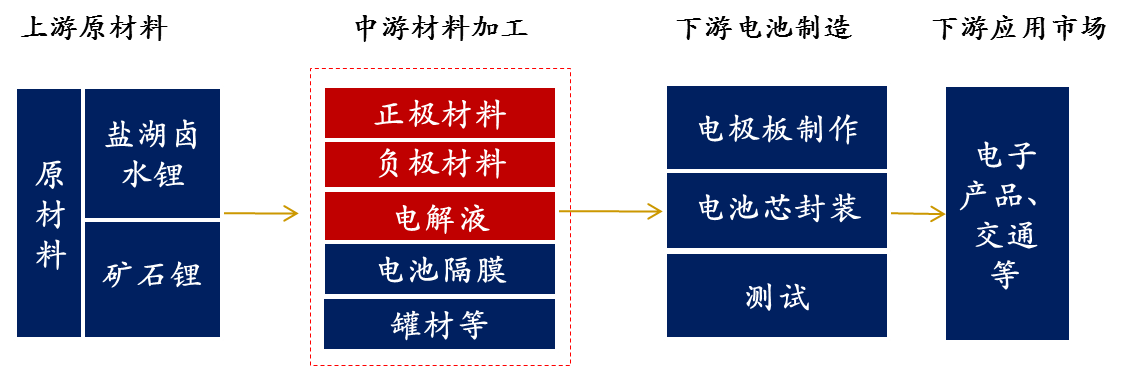 上游原材料
中游材料加工
下游电池制造
下游应用市场
原
材
料
盐湖卤
水锂
矿石锂
正极材料
负极材料
电解液
电池隔膜
罐材等
电极板制作
电池芯封装
测试
电子
产品、
交通
等